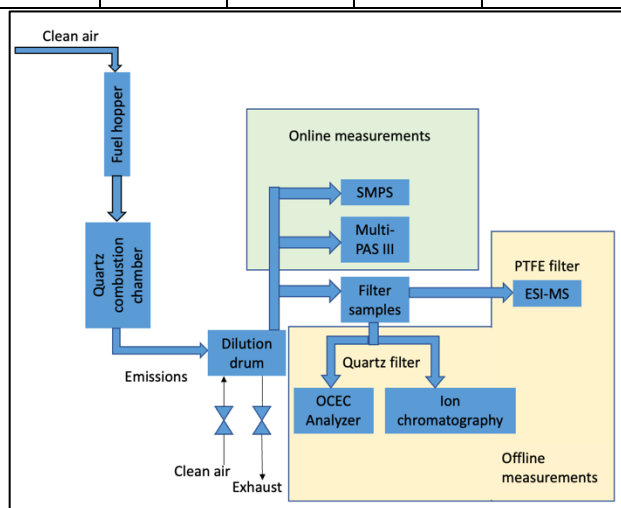 Clean air
Fuel hopper
Quartz
combustion
chamber
Emissions
Dilution
drum
Clean air
Exhaust
Online measurements
SMPS
Multi-
PAS III
Filter
samples
PTFE filter
ESI-MS
Quartz filter
OCEC
Analyzer
Ion
chromatography
Offline
measurements